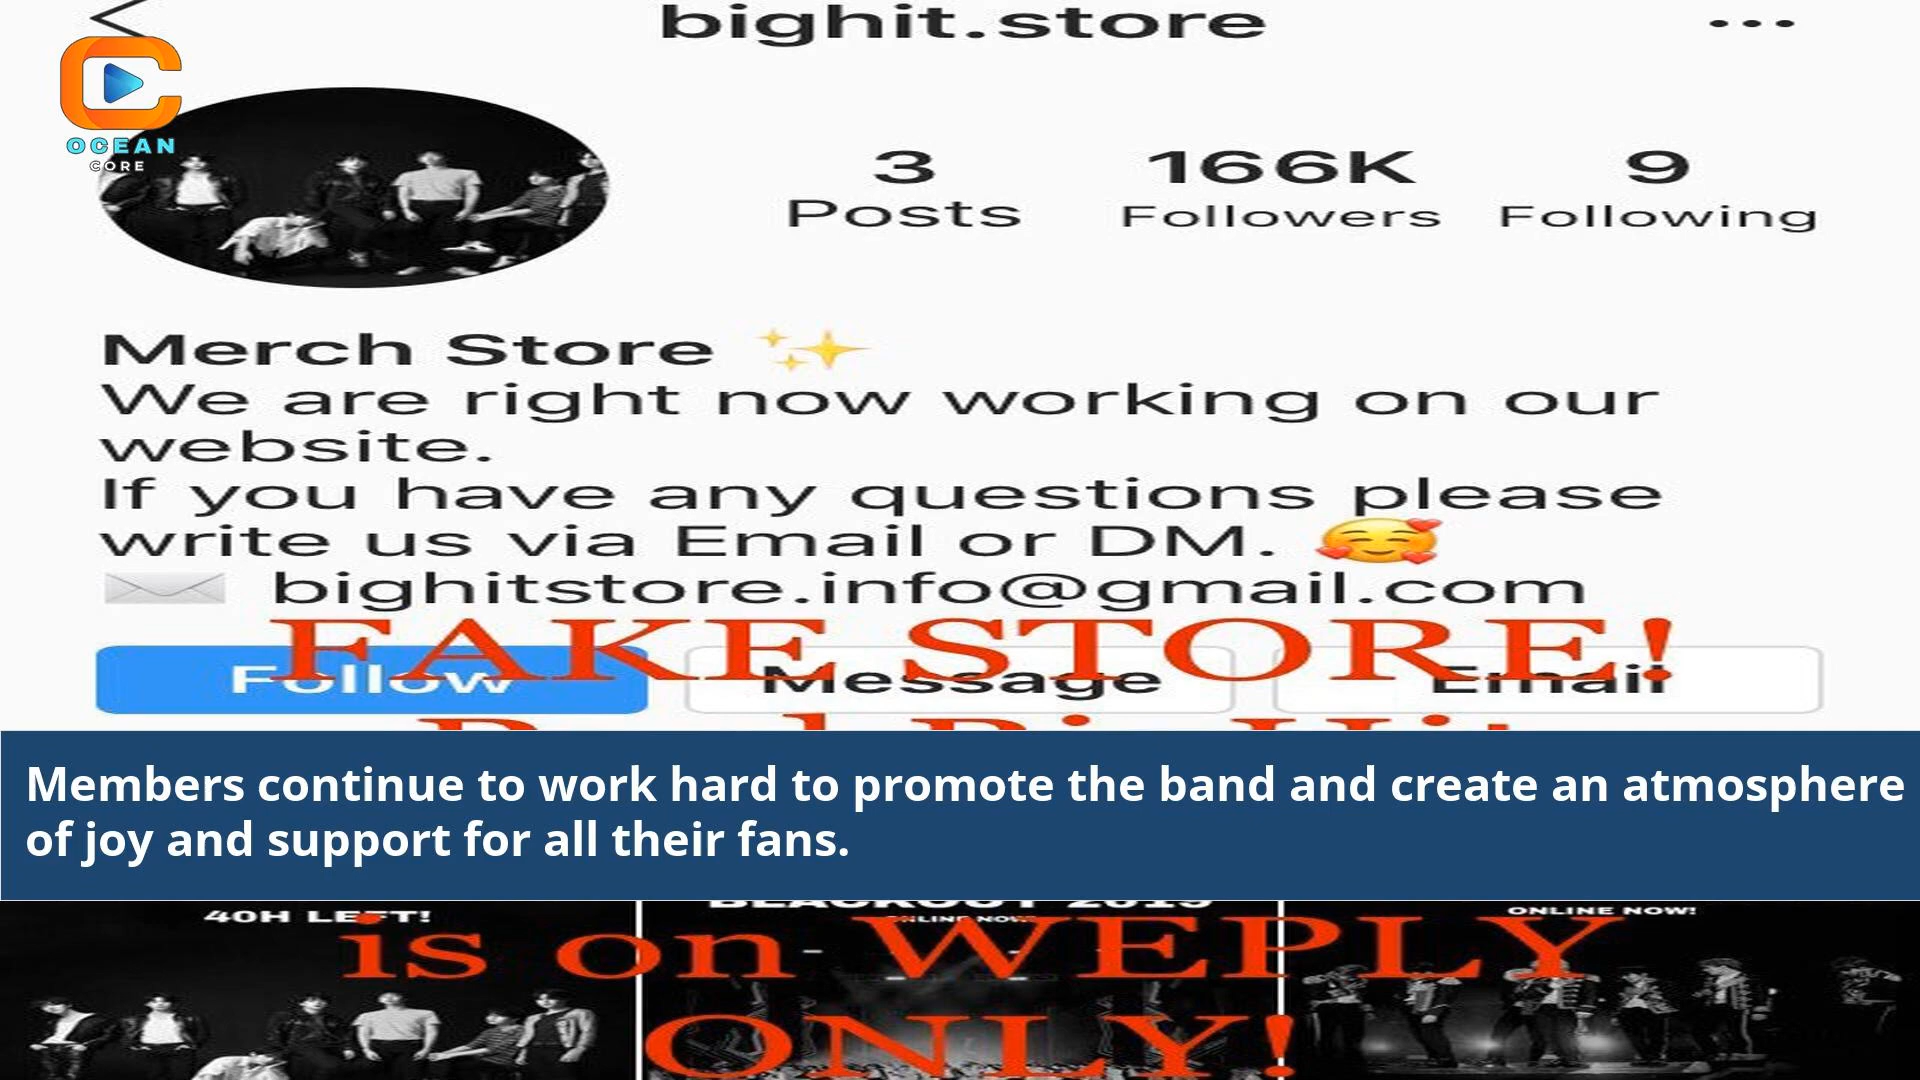 bighit.store
OCEAN
CORE
3
Posts
166K
Followers
9
Following
Merch Store
We are right now working on our
website.
If you have any questions please
write us via Email or DM.
bighitstore.info@gmail.com
FAKE STORE!
Follow
Message
Email
Members continue to work hard to promote the band and create an atmosphere
of joy and support for all their fans.
40H LEFT!
BLACKOUT 2019
ONLINE NOW!
ONLINE NOW!
is on WEPLY
ONLY!